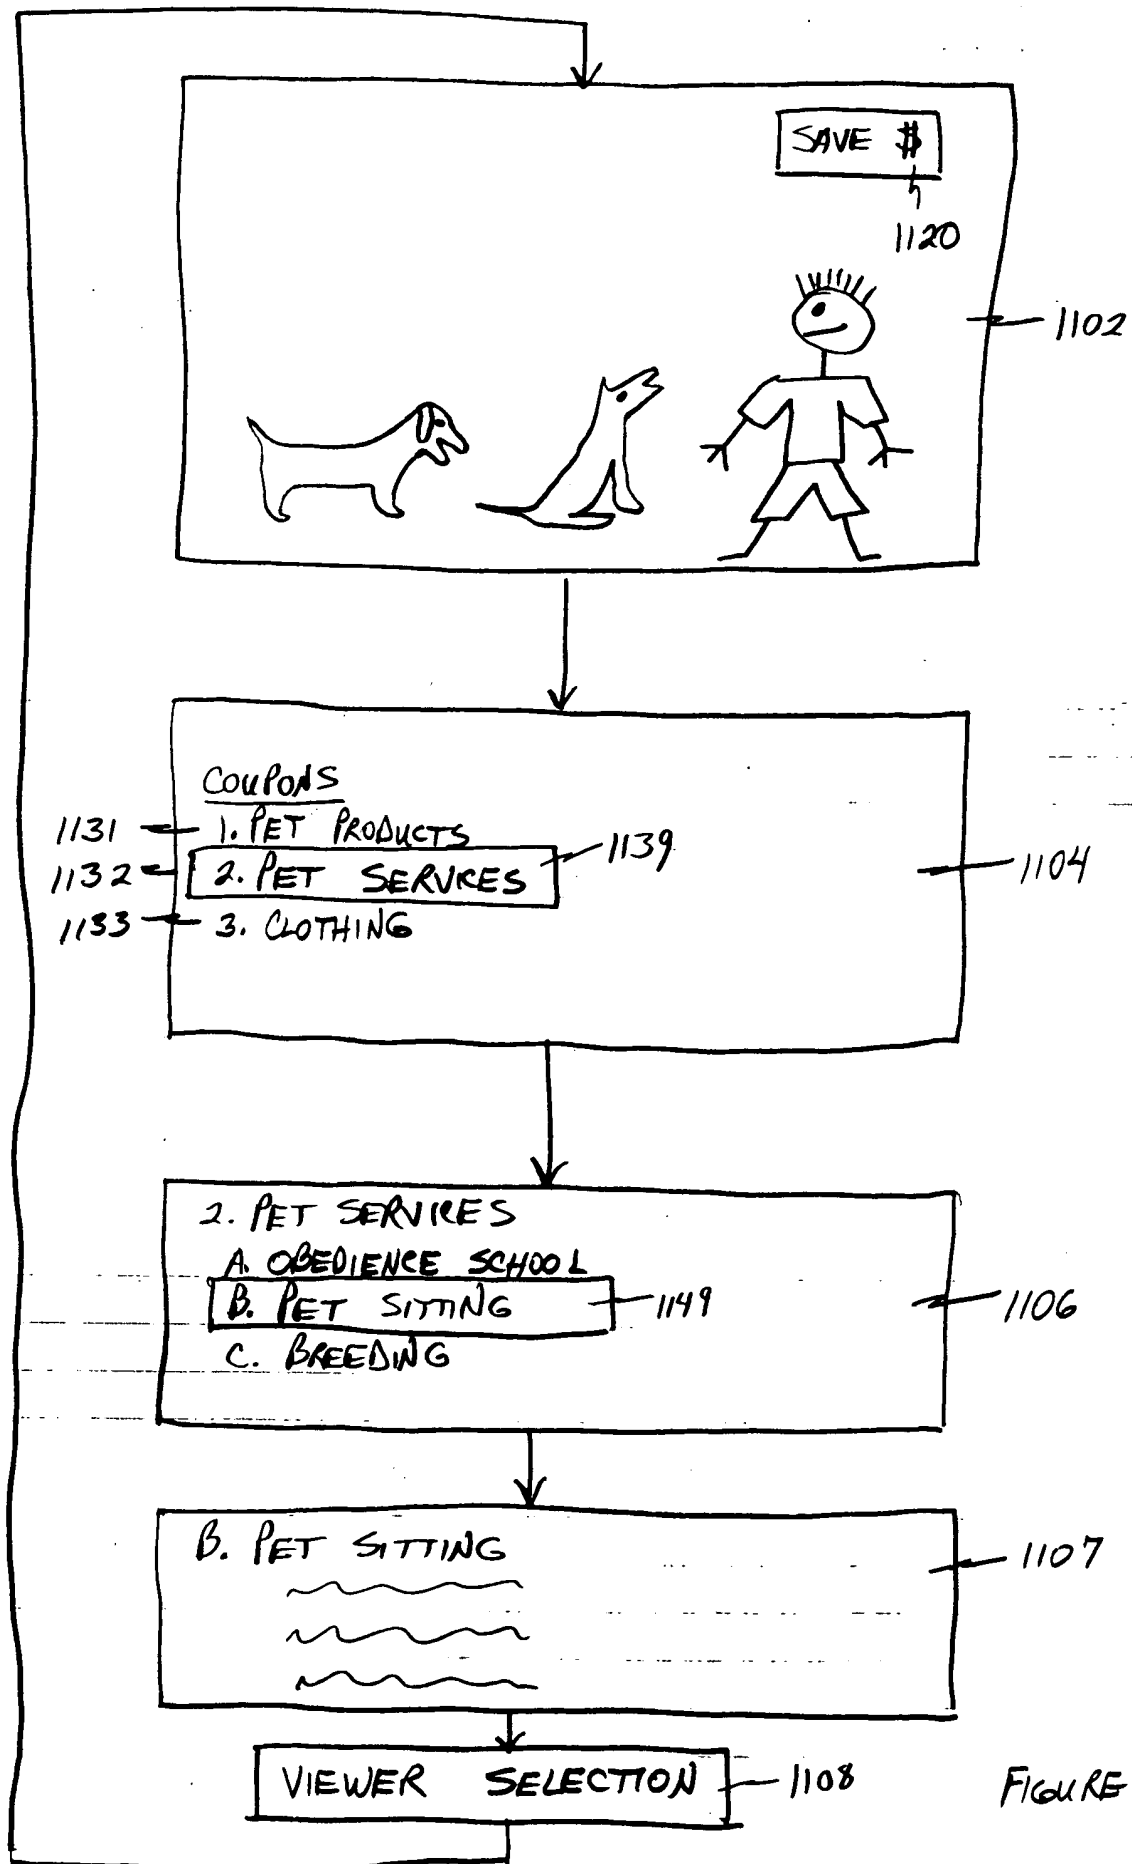 SAVE $
1120
1102
COUPONS
1131 1. PET PRODUCTS
1139
1132 2. PET SERVICES
1104
1133 3. CLOTHING
2. PET SERVICES
A. OBEDIENCE SCHOOL
B. PET SITTING 1149
1106
C. BREEDING
B. PET SITTING
1107
VIEWER SELECTION 1108
FIGURE